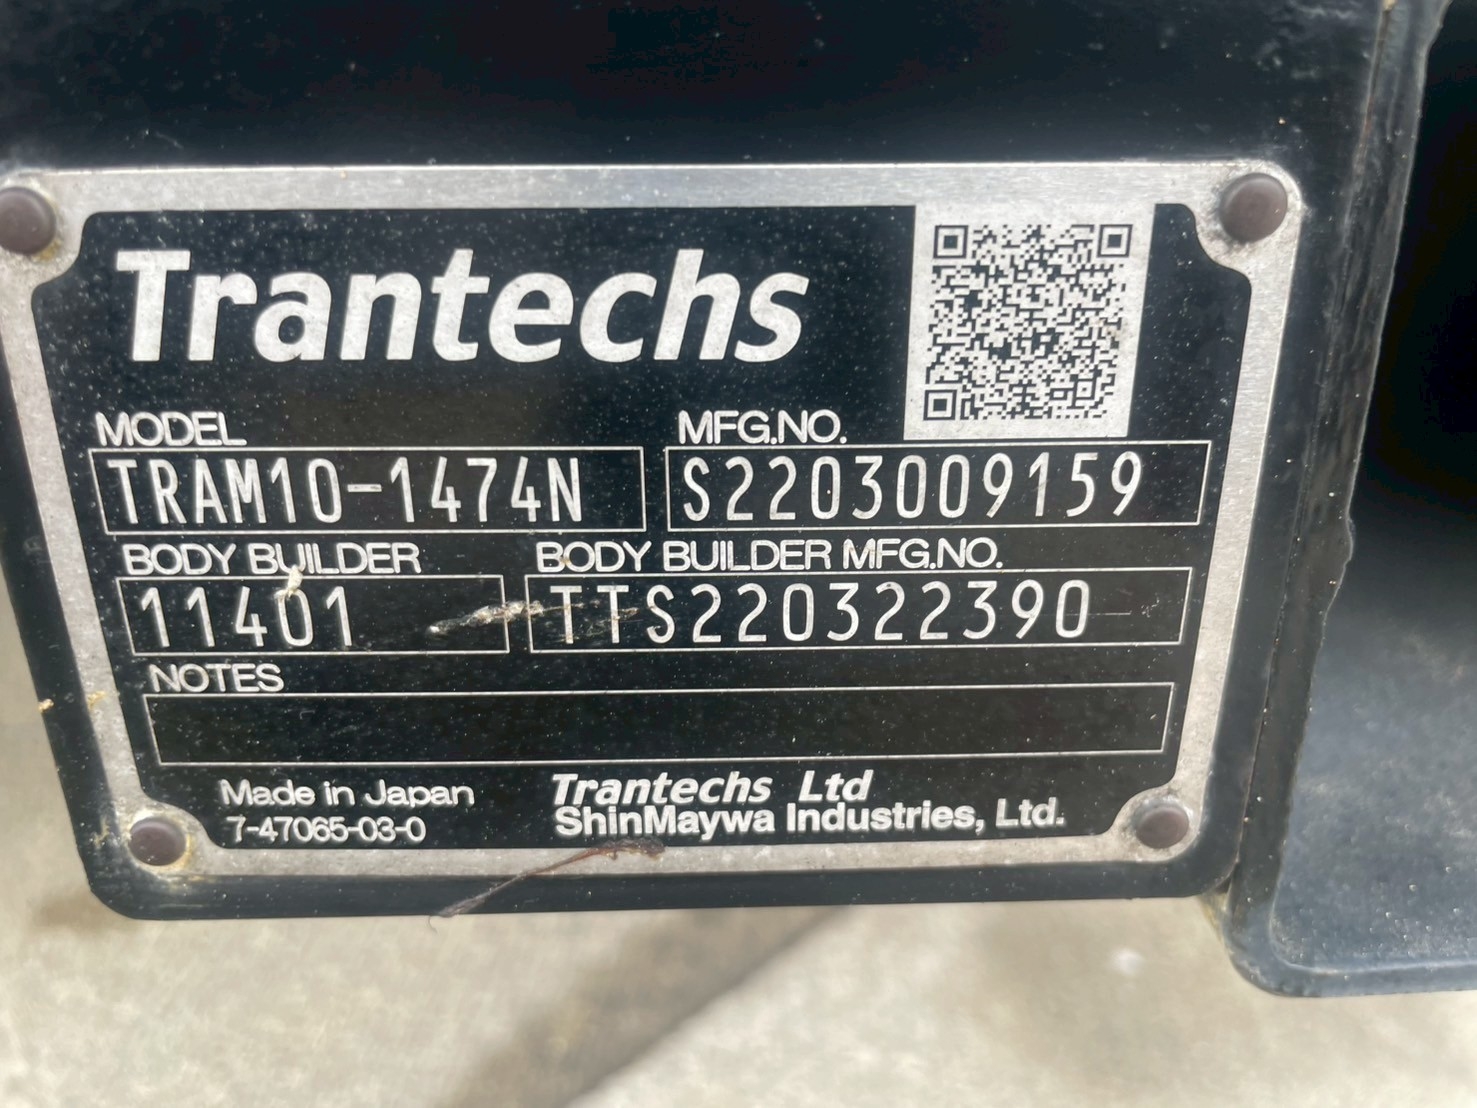 Trantechs
MODEL MFG.NO.
TRAM10-1474N S2203009159
BODY BUILDER BODY BUILDER MFG.NO.
11401 TTS220322390
NOTES
Made in Japan Trantechs Ltd
7-47065-03-0 ShinMaywa Industries, Ltd.